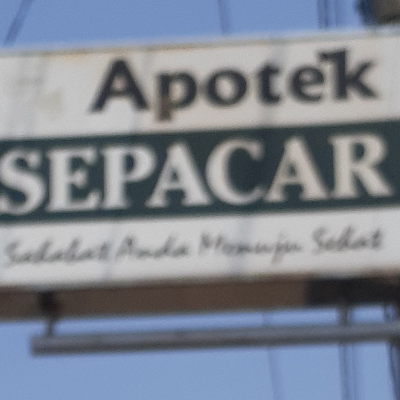 Apotek
SEPACAR
Sahabat Anda Menuju Sehat